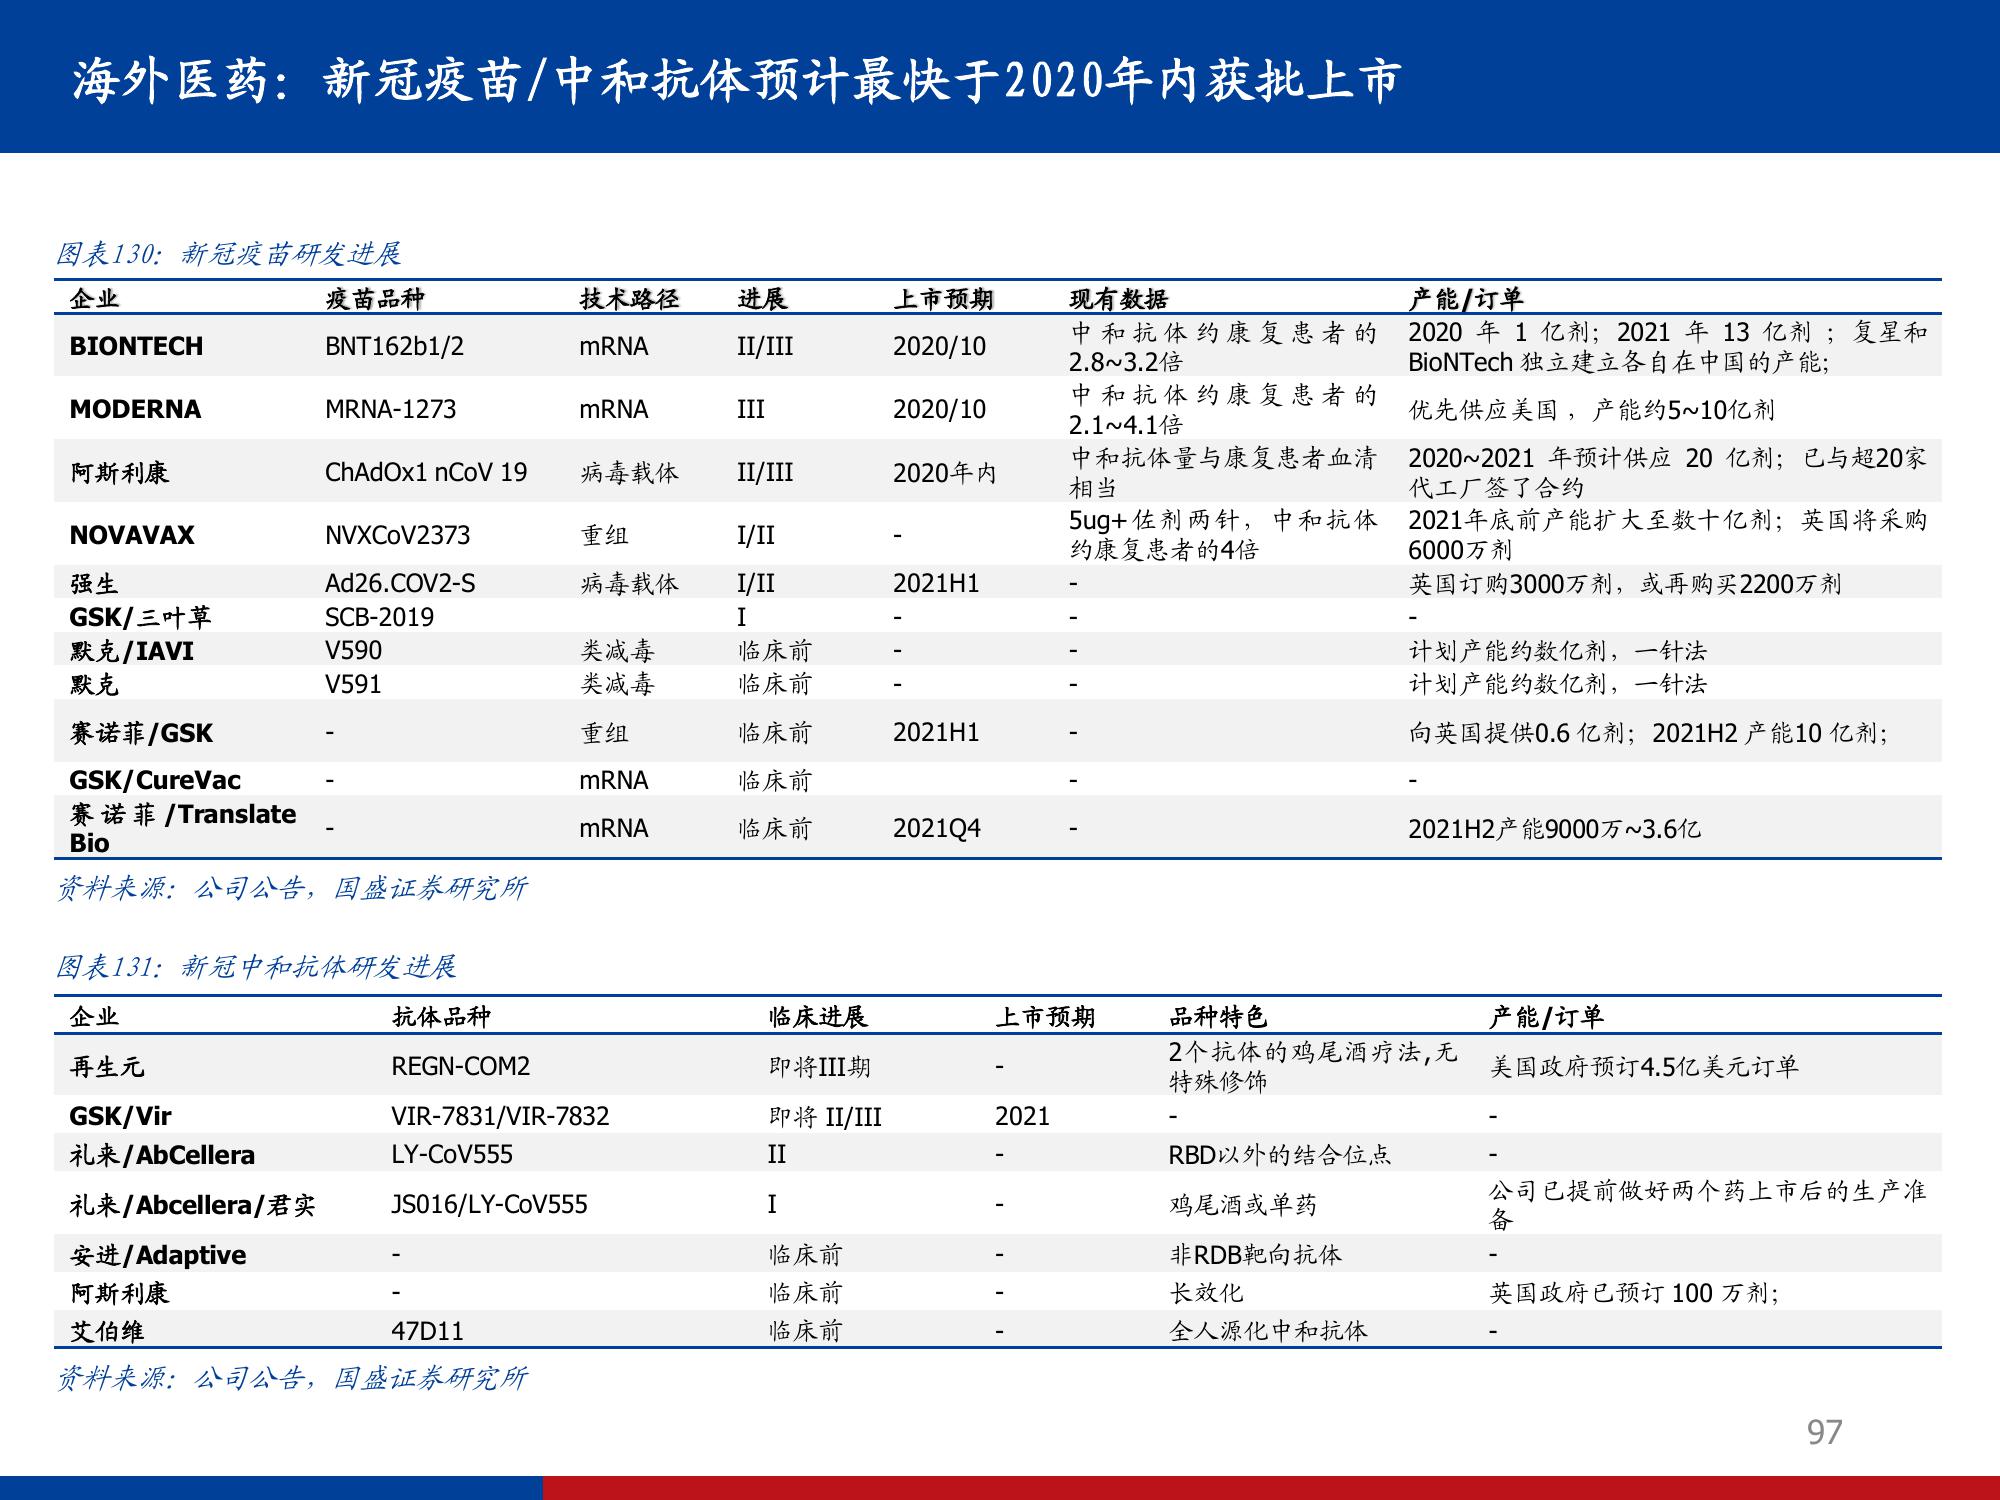 海外医药：新冠疫苗/中和抗体预计最快于2020年内获批上市
图表130：新冠疫苗研发进展
企业 疫苗品种 技术路径 进展 上市预期 现有数据 产能/订单
BIONTECH BNT162b1/2 mRNA II/III 2020/10 中和抗体约康复患者的2.8~3.2倍 2020 年 1 亿剂；2021 年 13 亿剂 ；复星和BioNTech 独立建立各自在中国的产能；
MODERNA MRNA-1273 mRNA III 2020/10 中和抗体约康复患者的2.1~4.1倍 优先供应美国 ，产能约5~10亿剂
阿斯利康 ChAdOx1 nCoV 19 病毒载体 II/III 2020年内 中和抗体量与康复患者血清相当 2020~2021 年预计供应 20 亿剂；已与超20家代工厂签了合约
NOVAVAX NVXCoV2373 重组 I/II - 5ug+佐剂两针，中和抗体约康复患者的4倍 2021年底前产能扩大至数十亿剂；英国将采购6000万剂
强生 Ad26.COV2-S 病毒载体 I/II 2021H1 - 英国订购3000万剂，或再购买2200万剂
GSK/三叶草 SCB-2019 I - - -
默克/IAVI V590 类减毒 临床前 - - 计划产能约数亿剂，一针法
默克 V591 类减毒 临床前 - - 计划产能约数亿剂，一针法
赛诺菲/GSK - 重组 临床前 2021H1 - 向英国提供0.6 亿剂；2021H2 产能10 亿剂；
GSK/CureVac - mRNA 临床前 - -
赛诺菲/Translate Bio - mRNA 临床前 2021Q4 - 2021H2产能9000万~3.6亿
资料来源：公司公告，国盛证券研究所
图表131：新冠中和抗体研发进展
企业 抗体品种 临床进展 上市预期 品种特色 产能/订单
再生元 REGN-COM2 即将III期 - 2个抗体的鸡尾酒疗法,无特殊修饰 美国政府预订4.5亿美元订单
GSK/Vir VIR-7831/VIR-7832 即将 II/III 2021 - -
礼来/AbCellera LY-CoV555 II - RBD以外的结合位点 -
礼来/Abcellera/君实 JS016/LY-CoV555 I - 鸡尾酒或单药 公司已提前做好两个药上市后的生产准备
安进/Adaptive - 临床前 - 非RDB靶向抗体 -
阿斯利康 - 临床前 - 长效化 英国政府已预订 100 万剂；
艾伯维 47D11 临床前 - 全人源化中和抗体 -
资料来源：公司公告，国盛证券研究所
97